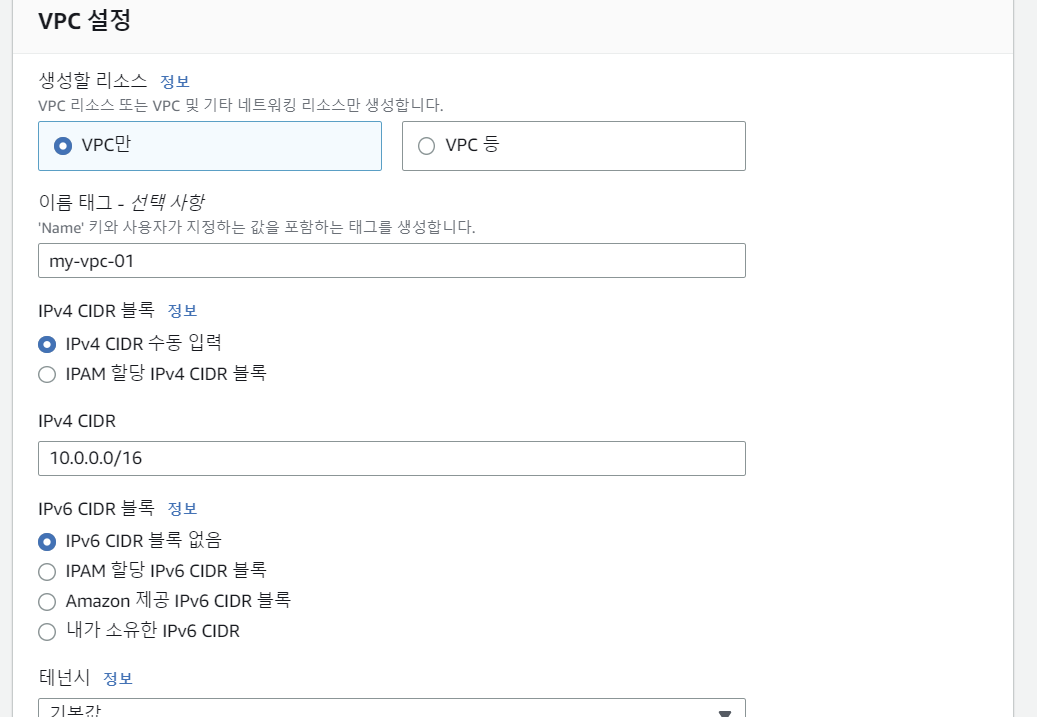 VPC 설정
생성할 리소스 정보
VPC 리소스 또는 VPC 및 기타 네트워킹 리소스만 생성합니다.
VPC만
VPC 등
이름 태그 - 선택 사항
'Name' 키와 사용자가 지정하는 값을 포함하는 태그를 생성합니다.
my-vpc-01
IPv4 CIDR 블록 정보
IPv4 CIDR 수동 입력
IPAM 할당 IPv4 CIDR 블록
IPv4 CIDR
10.0.0.0/16
IPv6 CIDR 블록 정보
IPv6 CIDR 블록 없음
IPAM 할당 IPv6 CIDR 블록
Amazon 제공 IPv6 CIDR 블록
내가 소유한 IPv6 CIDR
테넌시 정보
기본값